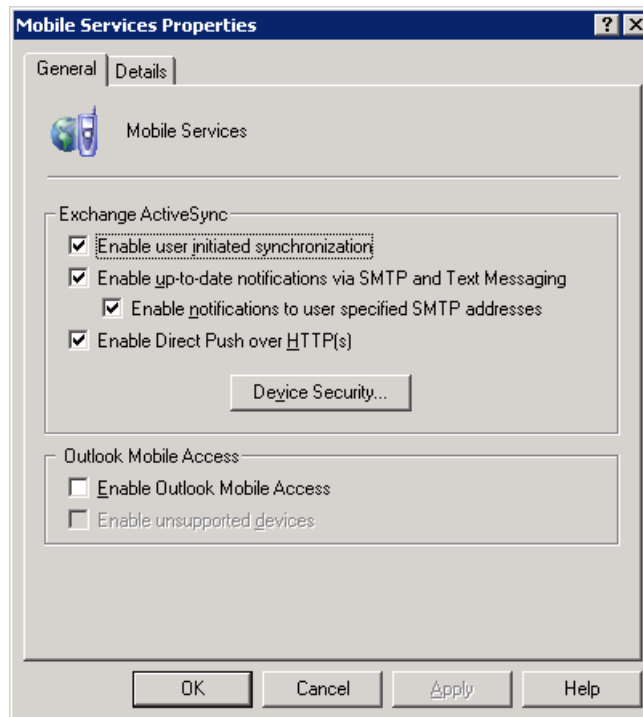 Mobile Services Properties
General
Details
Mobile Services
Exchange ActiveSync
Enable user initiated synchronization
Enable up-to-date notifications via SMTP and Text Messaging
Enable notifications to user specified SMTP addresses
Enable Direct Push over HTTP(s)
Device Security...
Outlook Mobile Access
Enable Outlook Mobile Access
Enable unsupported devices
OK
Cancel
Apply
Help